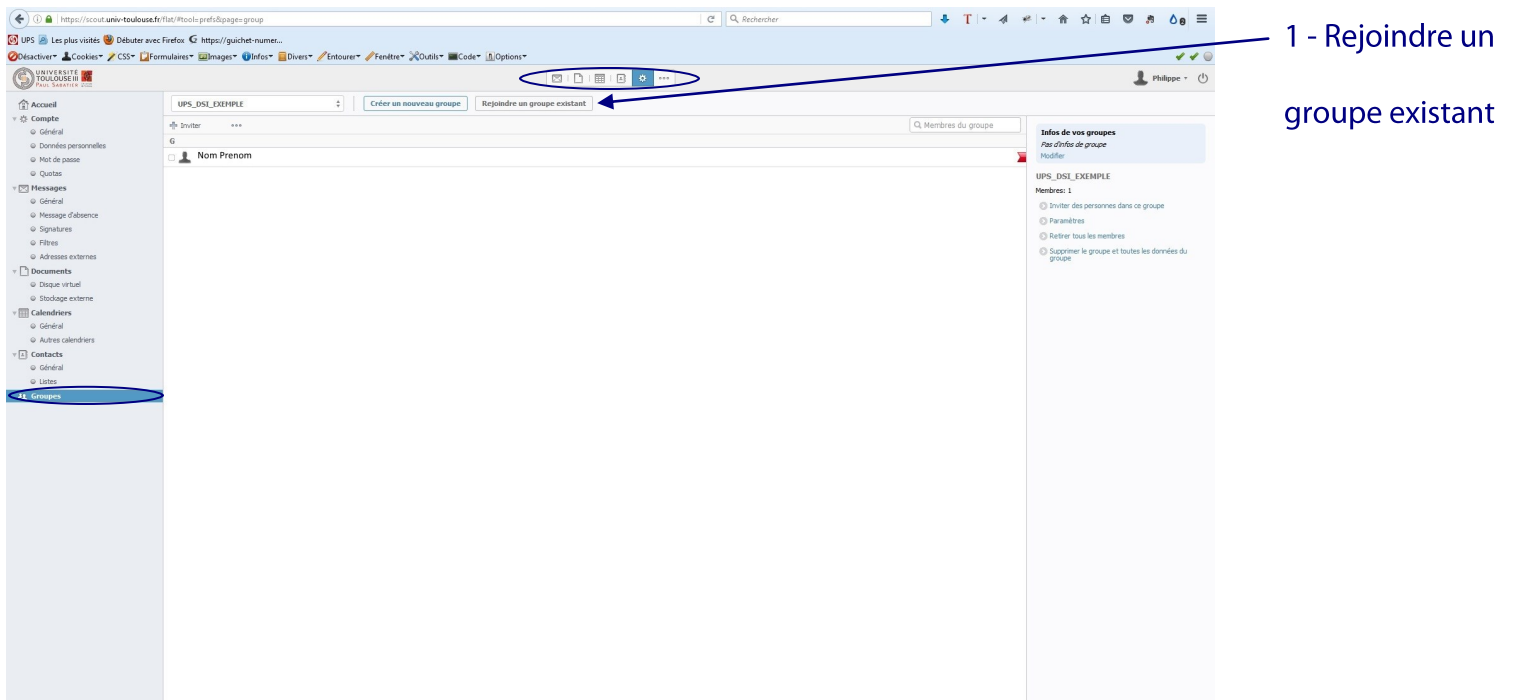 https://scout.univ-toulouse.fr/flat/#tool=prefs&page=group
Rechercher
UPS Les plus visités Débuter avec Firefox https://guichet-numer...
Désactiver Cookies CSS Formulaires Images Infos Divers Entourer Fenêtre Outils Code Options
1 - Rejoindre un
groupe existant
UNIVERSITÉ
TOULOUSE III
PAUL SABATIER
Philippe
Accueil
Compte
Général
Données personnelles
Mot de passe
Quotas
Messages
Général
Message d'absence
Signatures
Filtres
Adresses externes
Documents
Disque virtuel
Stockage externe
Calendriers
Général
Autres calendriers
Contacts
Général
Listes
Groupes
UPS_DSI_EXEMPLE
Créer un nouveau groupe
Rejoindre un groupe existant
Inviter
Membres du groupe
G
Nom Prenom
Infos de vos groupes
Pas d'infos de groupe
Modifier
UPS_DSI_EXEMPLE
Membres: 1
Inviter des personnes dans ce groupe
Paramètres
Retirer tous les membres
Supprimer le groupe et toutes les données du
groupe